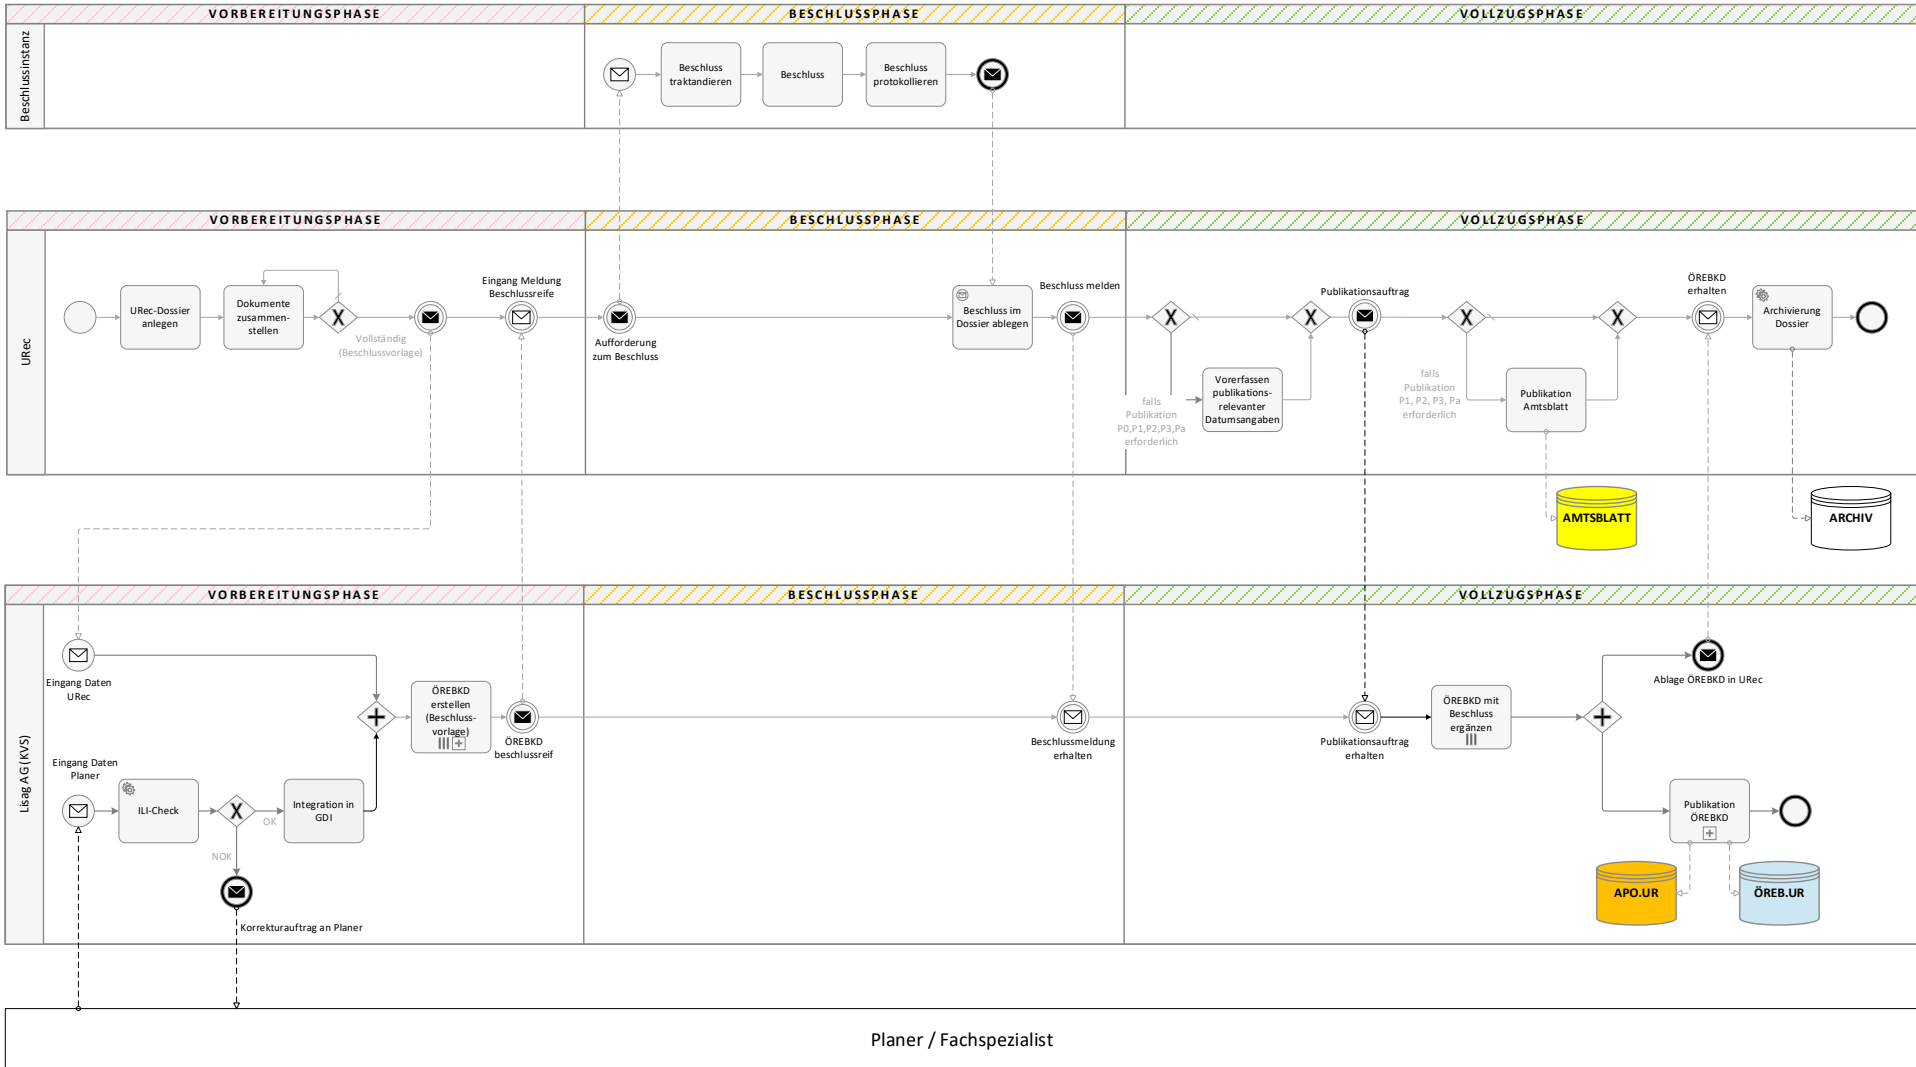 VORBEREITUNGSPHASE
BESCHLUSSPHASE
VOLLZUGSPHASE
Beschlussinstanz
Beschluss
traktandieren
Beschluss
Beschluss
protokollieren
VORBEREITUNGSPHASE
BESCHLUSSPHASE
VOLLZUGSPHASE
URec
URec-Dossier
anlegen
Dokumente
zusammen-
stellen
X
Vollständig
(Beschlussvorlage)
Eingang Meldung
Beschlussreife
Aufforderung
zum Beschluss
Beschluss im
Dossier ablegen
Beschluss melden
X
falls
Publikation
P0,P1,P2,P3,Pa
erforderlich
Vorerfassen
publikations-
relevanter
Datumsangaben
X
Publikationsauftrag
X
falls
Publikation
P1, P2, P3, Pa
erforderlich
Publikation
Amtsblatt
X
ÖREBKD
erhalten
Archivierung
Dossier
AMTSBLATT
ARCHIV
VORBEREITUNGSPHASE
BESCHLUSSPHASE
VOLLZUGSPHASE
Lisag AG (KVS)
Eingang Daten
URec
Eingang Daten
Planer
ILI-Check
X
OK
NOK
Integration in
GDI
Korrekturauftrag an Planer
ÖREBKD
erstellen
(Beschluss-
vorlage)
ÖREBKD
beschlussreif
Beschlussmeldung
erhalten
Publikationsauftrag
erhalten
ÖREBKD mit
Beschluss
ergänzen
Ablage ÖREBKD in URec
Publikation
ÖREBKD
APO.UR
ÖREB.UR
Planer / Fachspezialist